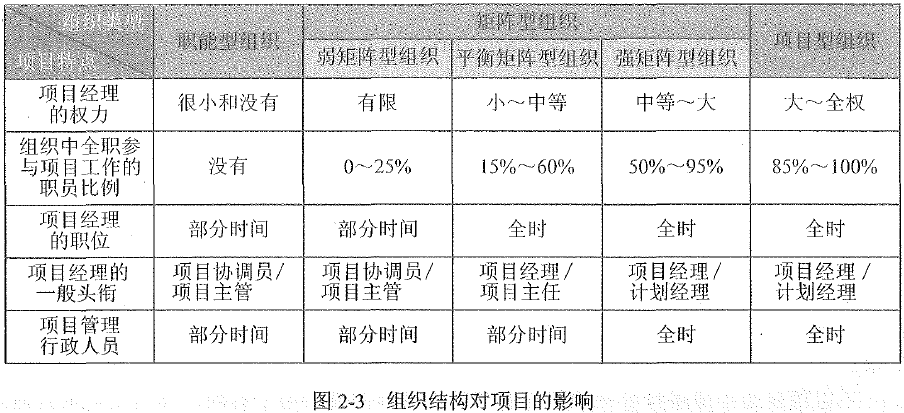 组织类型
项目特点
职能型组织
矩阵型组织
弱矩阵型组织 平衡矩阵型组织 强矩阵型组织
项目型组织
项目经理
的权力
很小和没有 有限 小～中等 中等～大 大～全权
组织中全职参
与项目工作的
职员比例
没有 0～25% 15%～60% 50%～95% 85%～100%
项目经理
的职位
部分时间 部分时间 全时 全时 全时
项目经理的
一般头衔
项目协调员/
项目主管
项目协调员/
项目主管
项目经理/
项目主任
项目经理/
计划经理
项目经理/
计划经理
项目管理
行政人员
部分时间 部分时间 部分时间 全时 全时
图2-3 组织结构对项目的影响